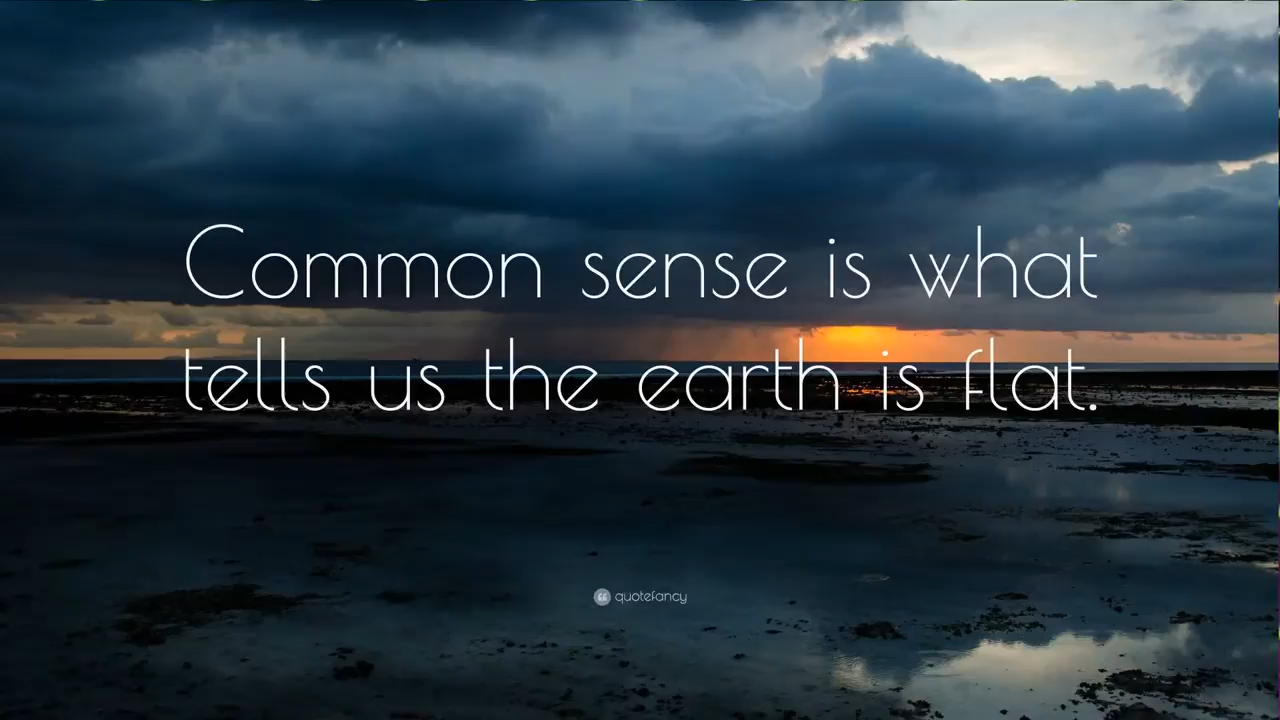 Common sense is what
tells us the earth is flat.
quotefancy